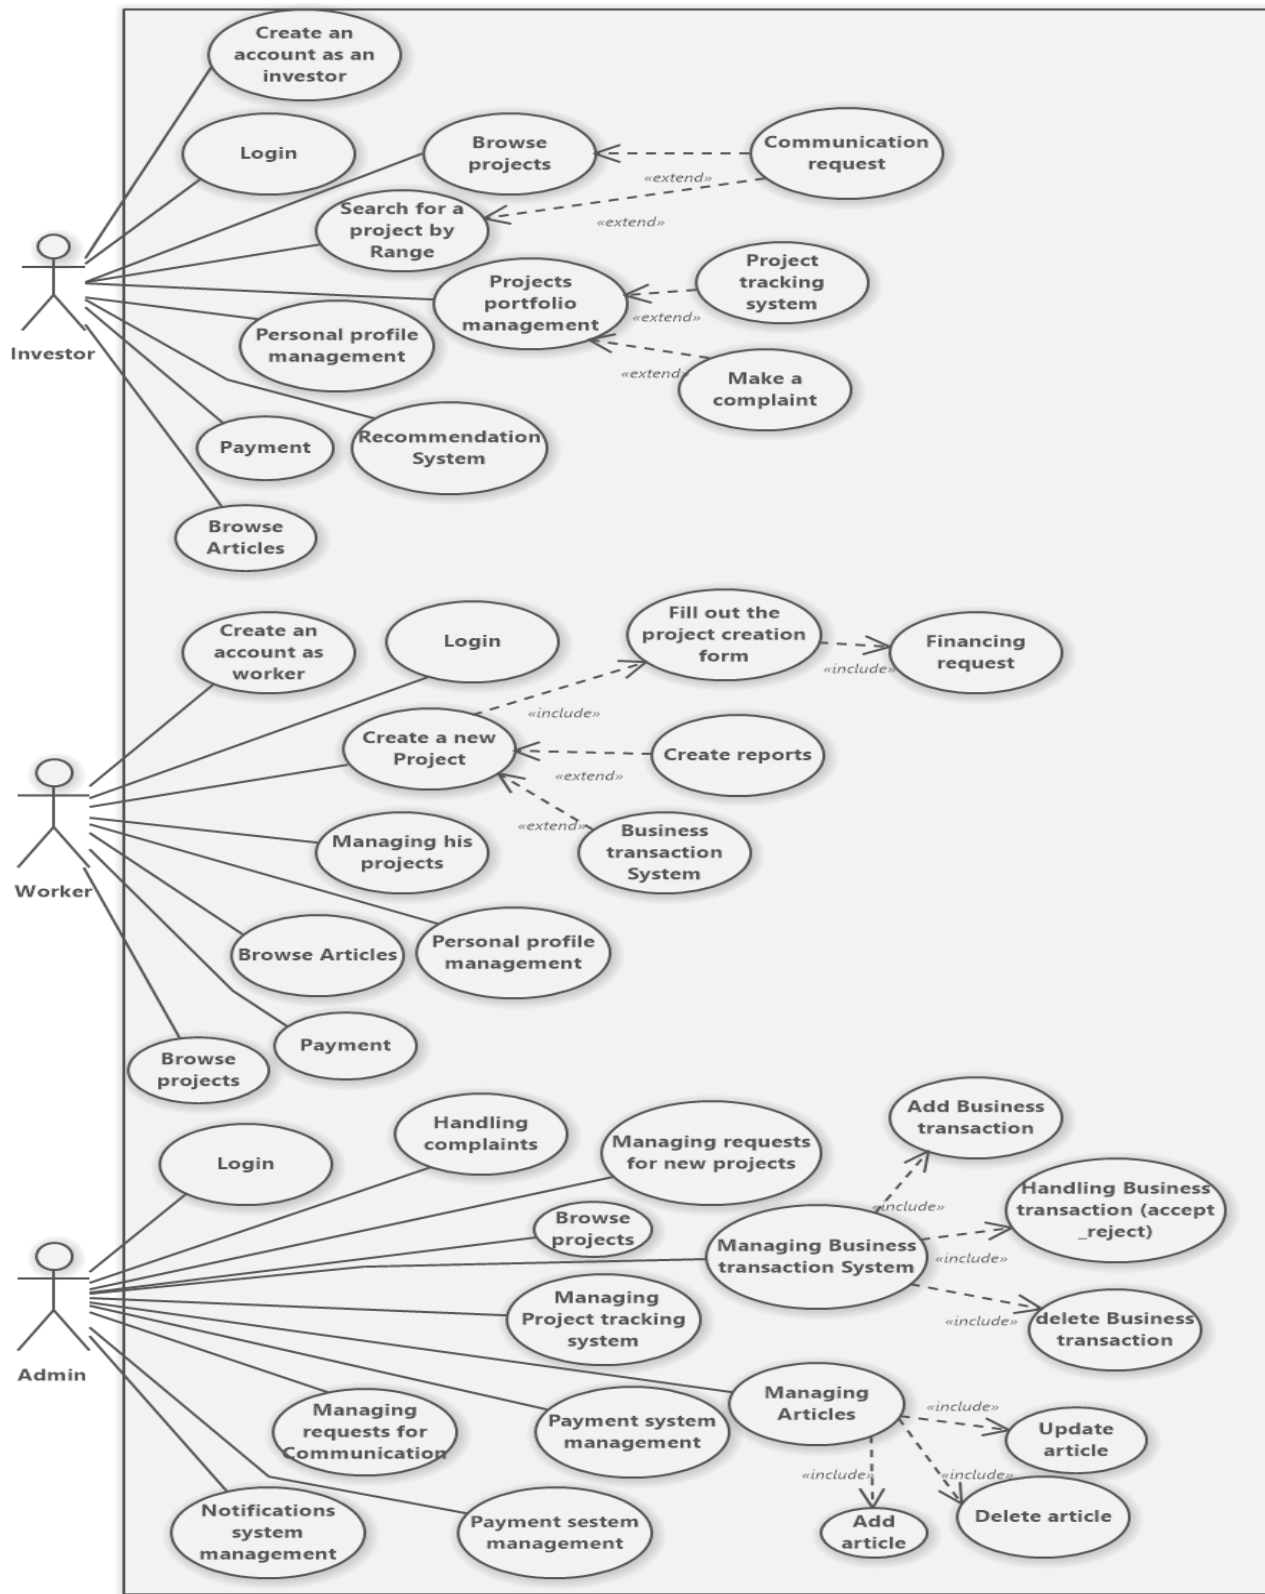 Create an
account as an
investor
Login
Browse
projects
Communication
request
«extend»
Search for a
project by
Range
«extend»
Project
tracking
system
Projects
portfolio
management
«extend»
Investor
Personal profile
management
«extend»
Make a
complaint
Payment
Recommendation
System
Browse
Articles
Create an
account as
worker
Login
Fill out the
project creation
form
Financing
request
«include»
«include»
Create a new
Project
Create reports
«extend»
«extend»
Business
transaction
System
Managing his
projects
Worker
Browse Articles
Personal profile
management
Payment
Browse
projects
Add Business
transaction
Handling
complaints
Managing requests
for new projects
Login
Handling Business
transaction (accept
_reject)
«include»
Browse
projects
Managing Business
transaction System
«include»
Managing
Project tracking
system
«include»
delete Business
transaction
Admin
Managing
Articles
«include»
Managing
requests for
Communication
Payment system
management
Update
article
«include»
«include»
Notifications
system
management
Payment sestem
management
Add
article
Delete article